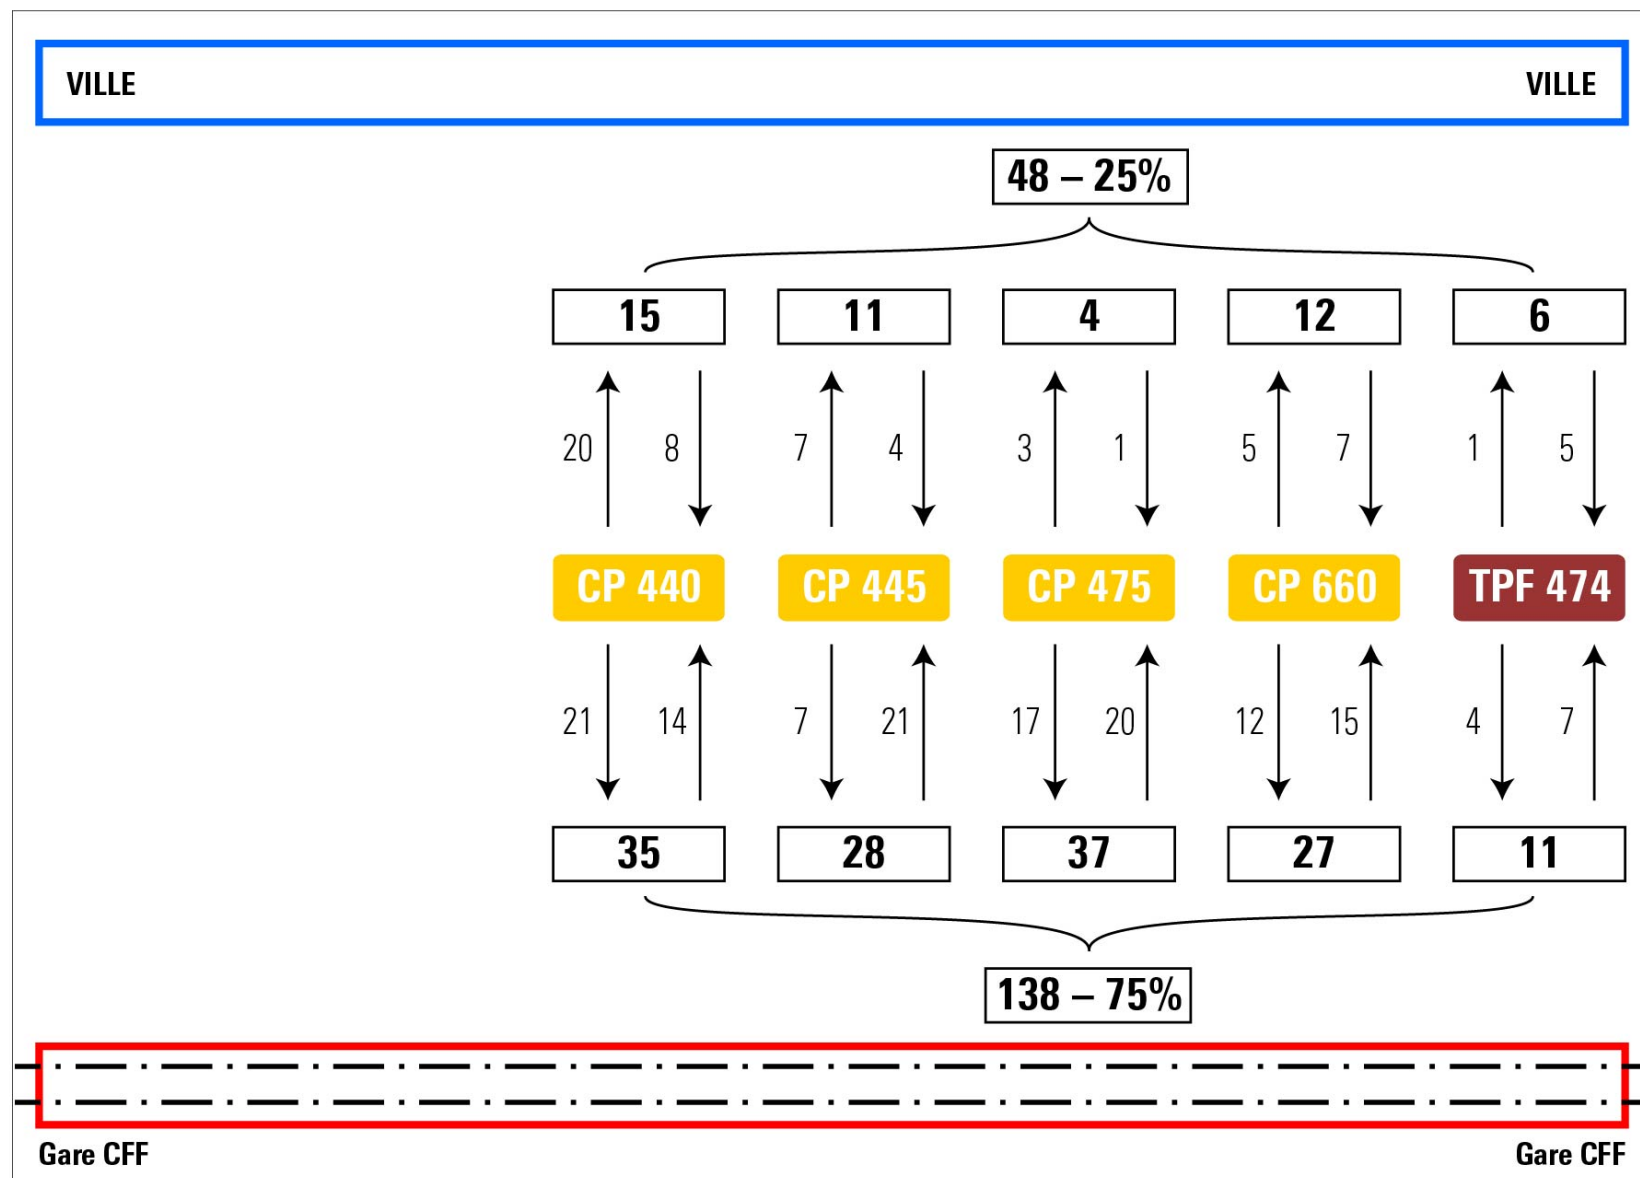 VILLE VILLE
48 – 25%
15 11 4 12 6
20 8 7 4 3 1 5 7 1 5
CP 440 CP 445 CP 475 CP 660 TPF 474
21 14 7 21 17 20 12 15 4 7
35 28 37 27 11
138 – 75%
Gare CFF Gare CFF